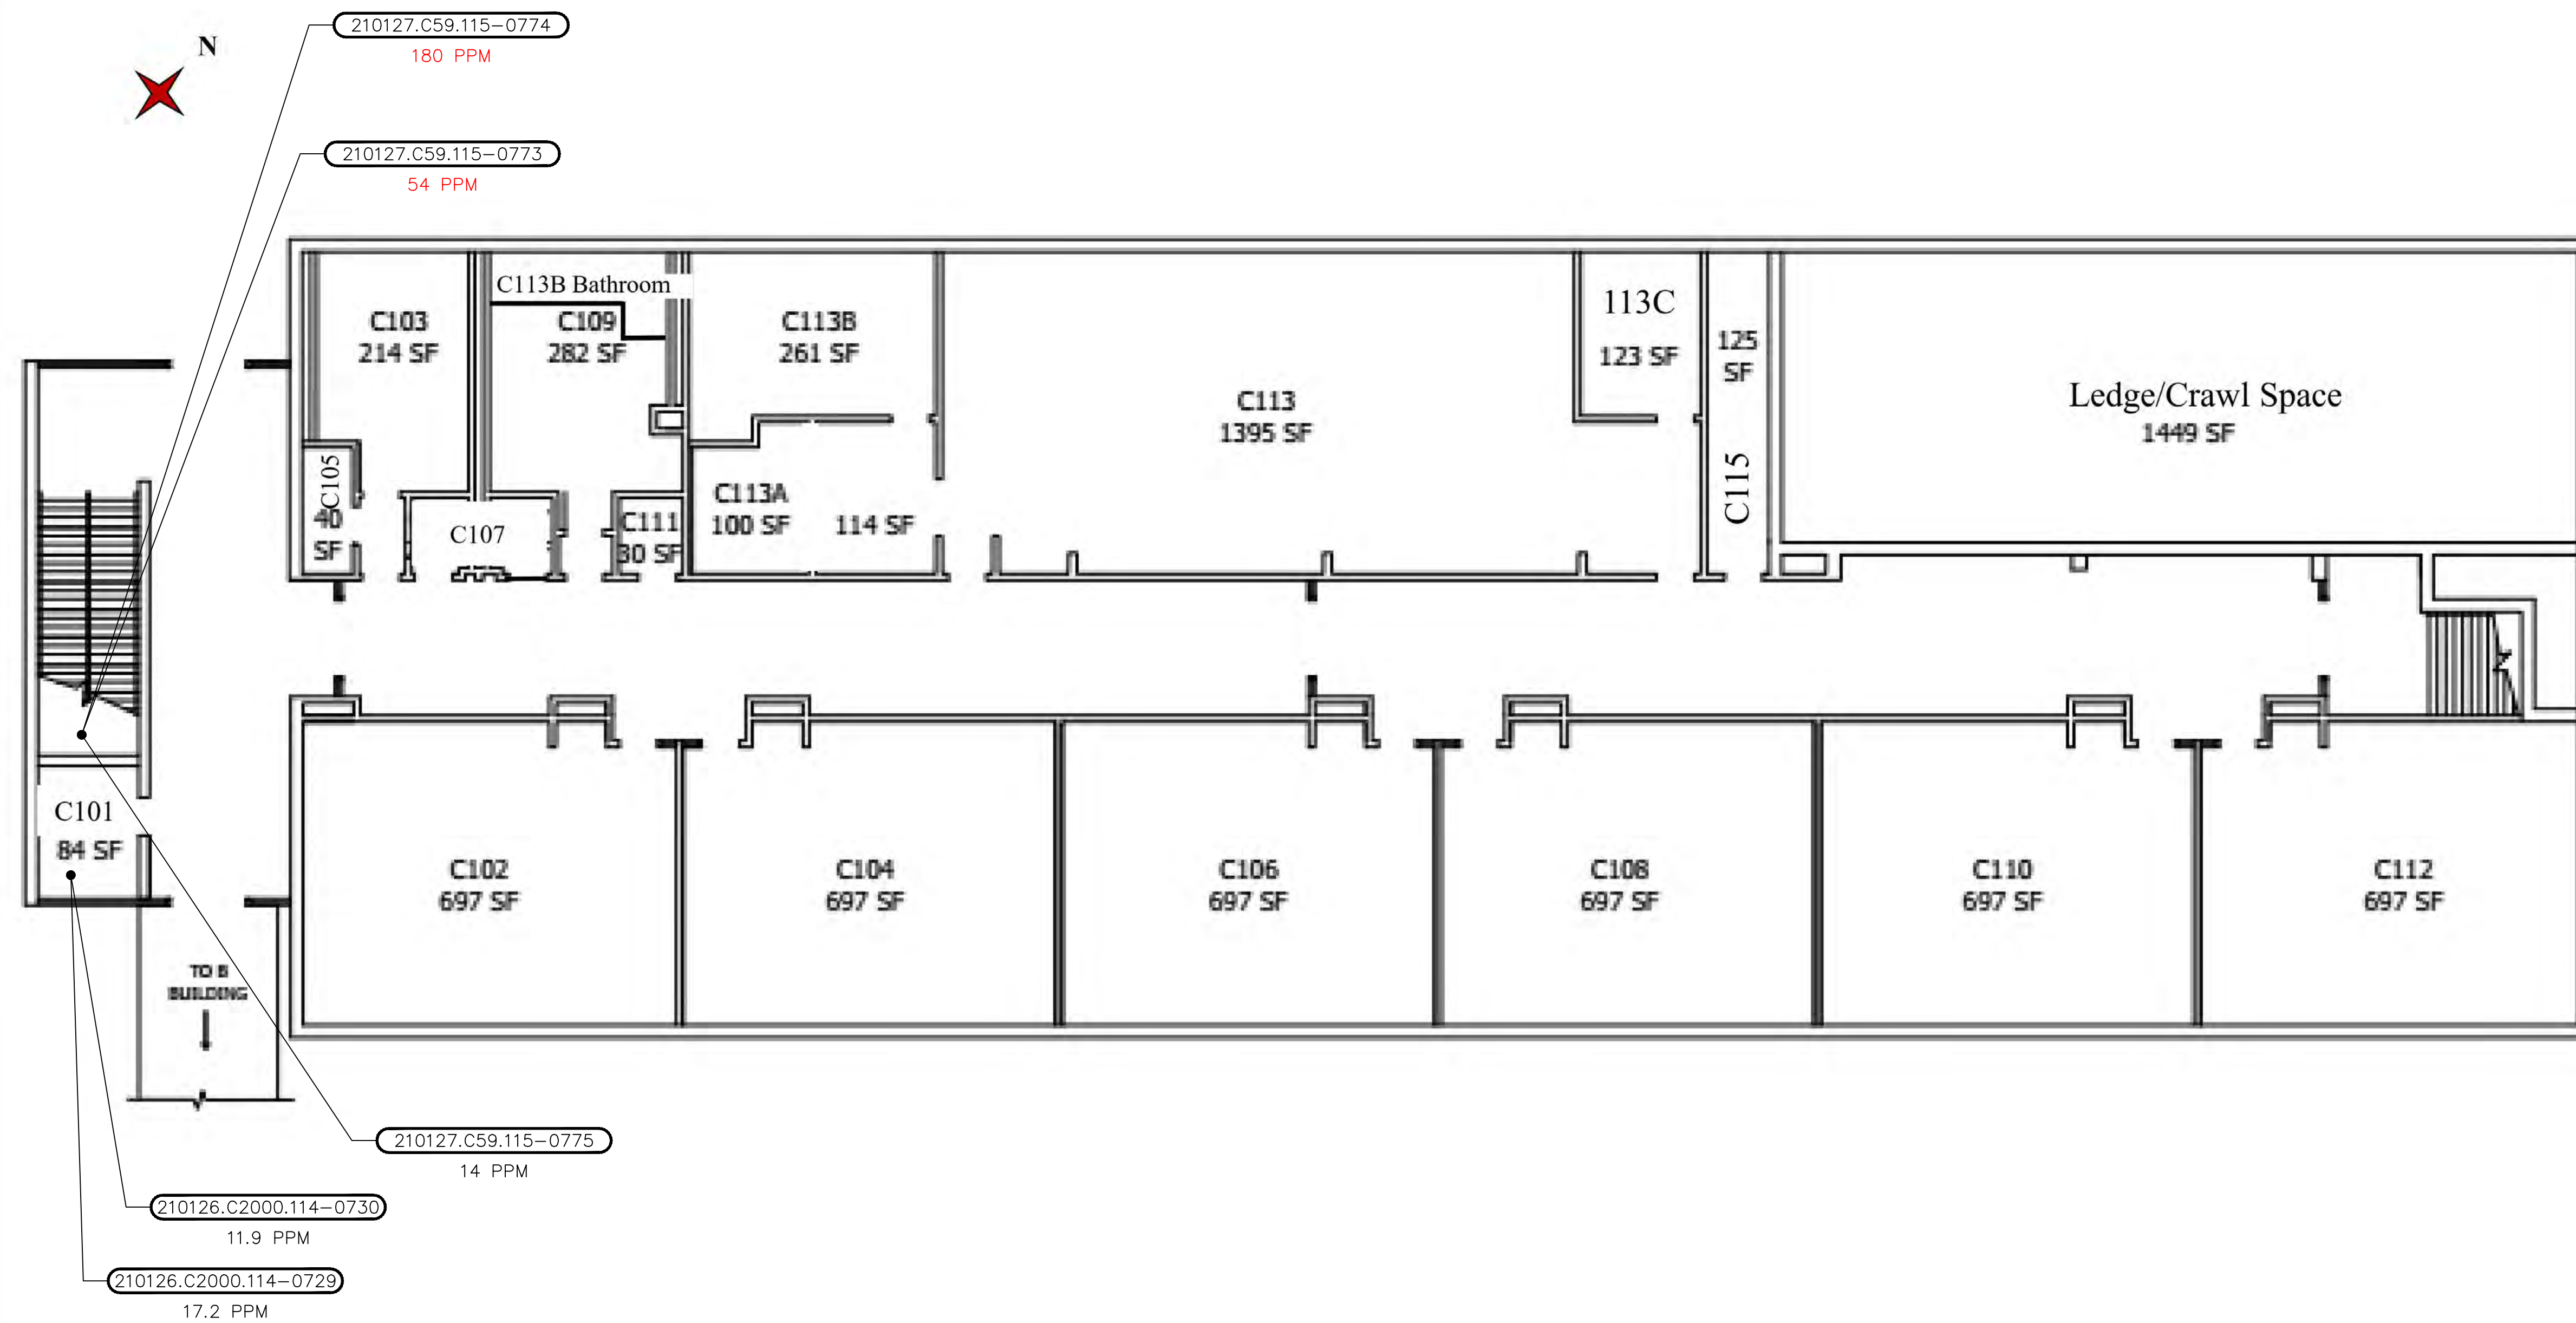 N
210127.C59.115-0774
180 PPM
210127.C59.115-0773
54 PPM
C113B Bathroom
C103
214 SF
C109
282 SF
C113B
261 SF
C113
1395 SF
113C
123 SF
125
SF
C115
Ledge/Crawl Space
1449 SF
C105
40
SF
C107
C111
30 SF
C113A
100 SF
114 SF
C101
84 SF
C102
697 SF
C104
697 SF
C106
697 SF
C108
697 SF
C110
697 SF
C112
697 SF
TO B
BUILDING
210127.C59.115-0775
14 PPM
210126.C2000.114-0730
11.9 PPM
210126.C2000.114-0729
17.2 PPM